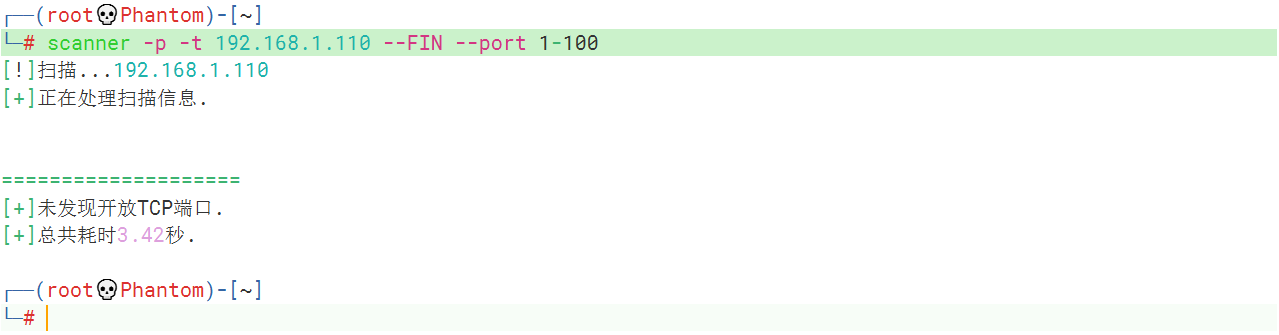 ┌──(root💀Phantom)-[~]
└─# scanner -p -t 192.168.1.110 --FIN --port 1-100
[!]扫描...192.168.1.110
[+]正在处理扫描信息.
====================
[+]未发现开放TCP端口.
[+]总共耗时3.42秒.
┌──(root💀Phantom)-[~]
└─#